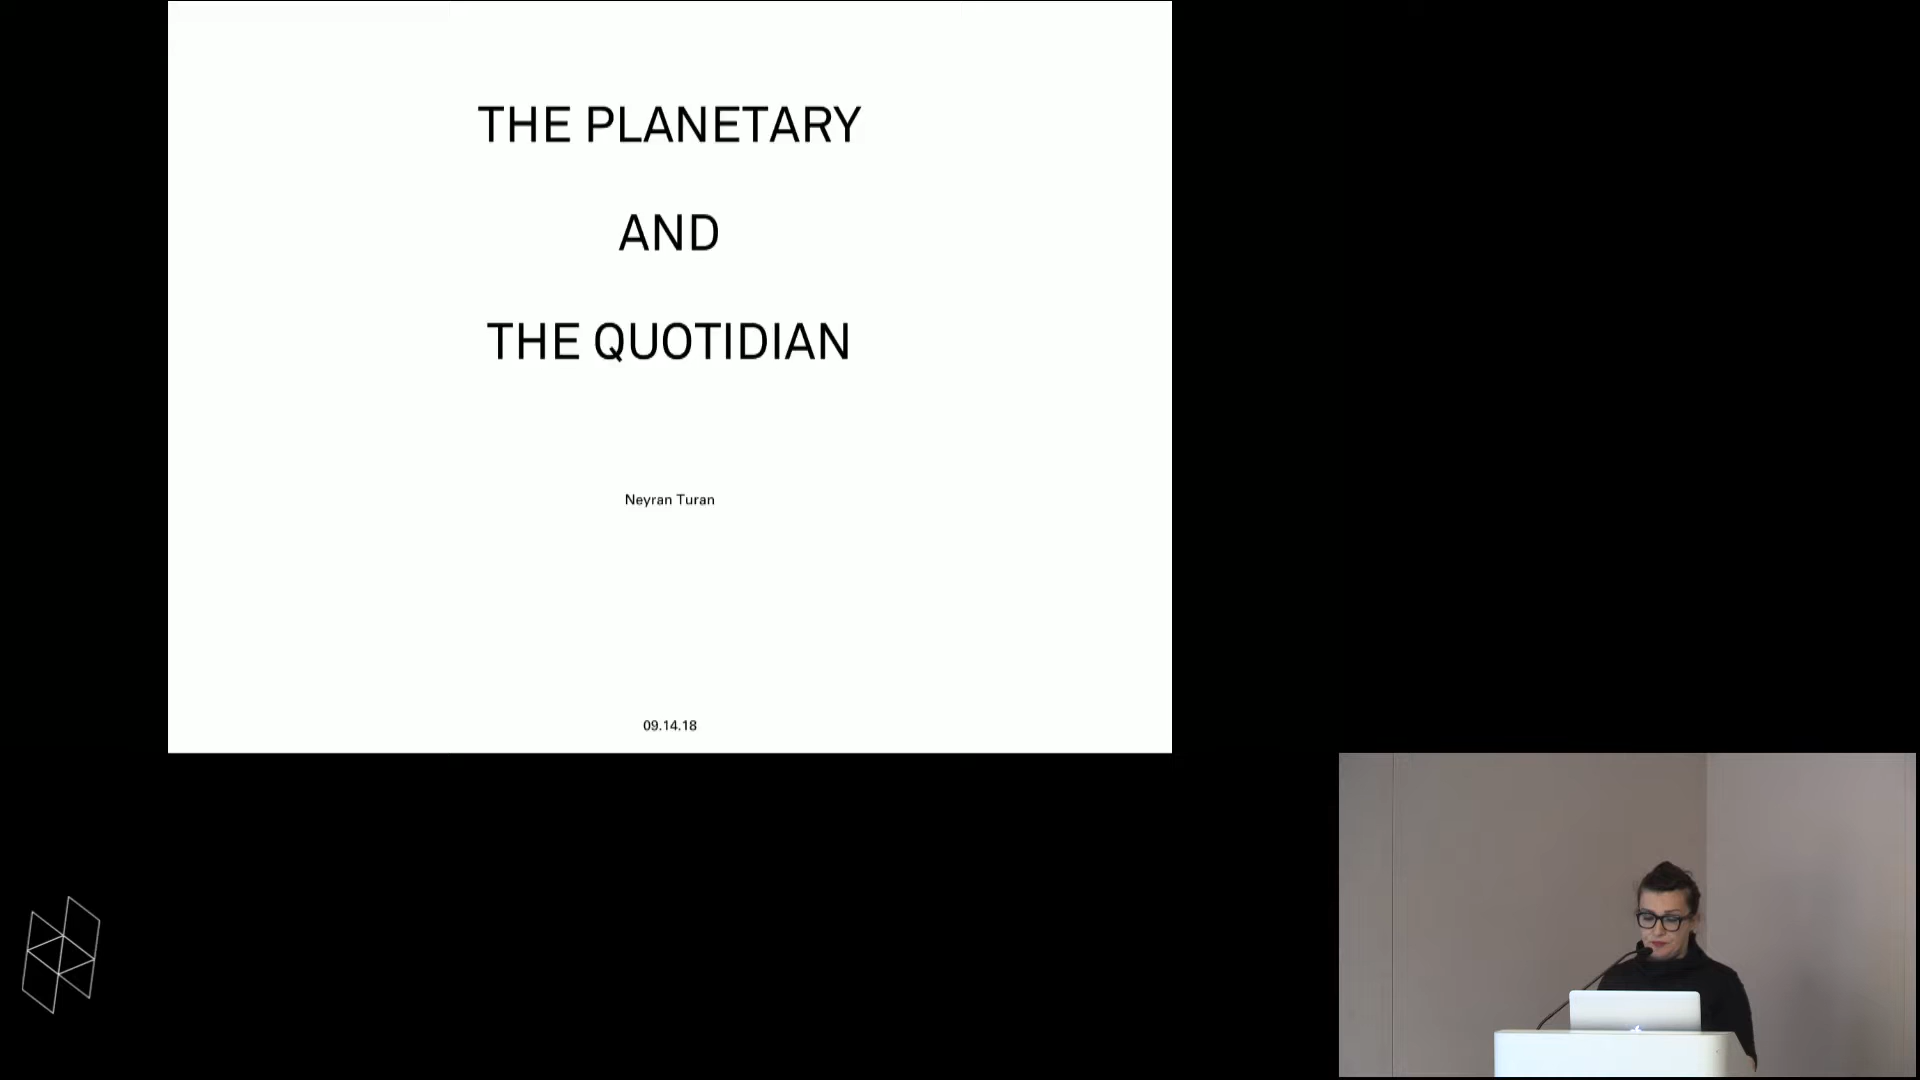 THE PLANETARY
AND
THE QUOTIDIAN
Neyran Turan
09.14.18